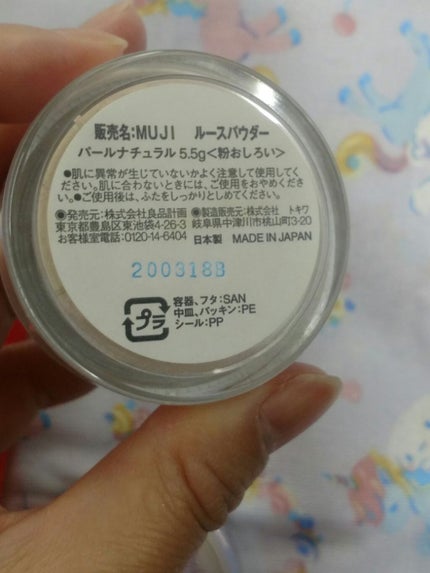 販売名:MUJI ルースパウダー
パールナチュラル 5.5g<粉おしろい>
●肌に異常が生じていないかよく注意して使用してく
ださい。肌に合わないときには、ご使用をおやめくださ
い。●ご使用後は、ふたをしっかりとしめてください。
●発売元:株式会社良品計画 ●製造販売元:株式会社 トキワ
東京都豊島区東池袋4-26-3 岐阜県中津川市桃山町3-20
お客様室電話:0120-14-6404 日本製 MADE IN JAPAN
200318B
プラ
容器、フタ:SAN
中皿、パッキン:PE
シール:PP